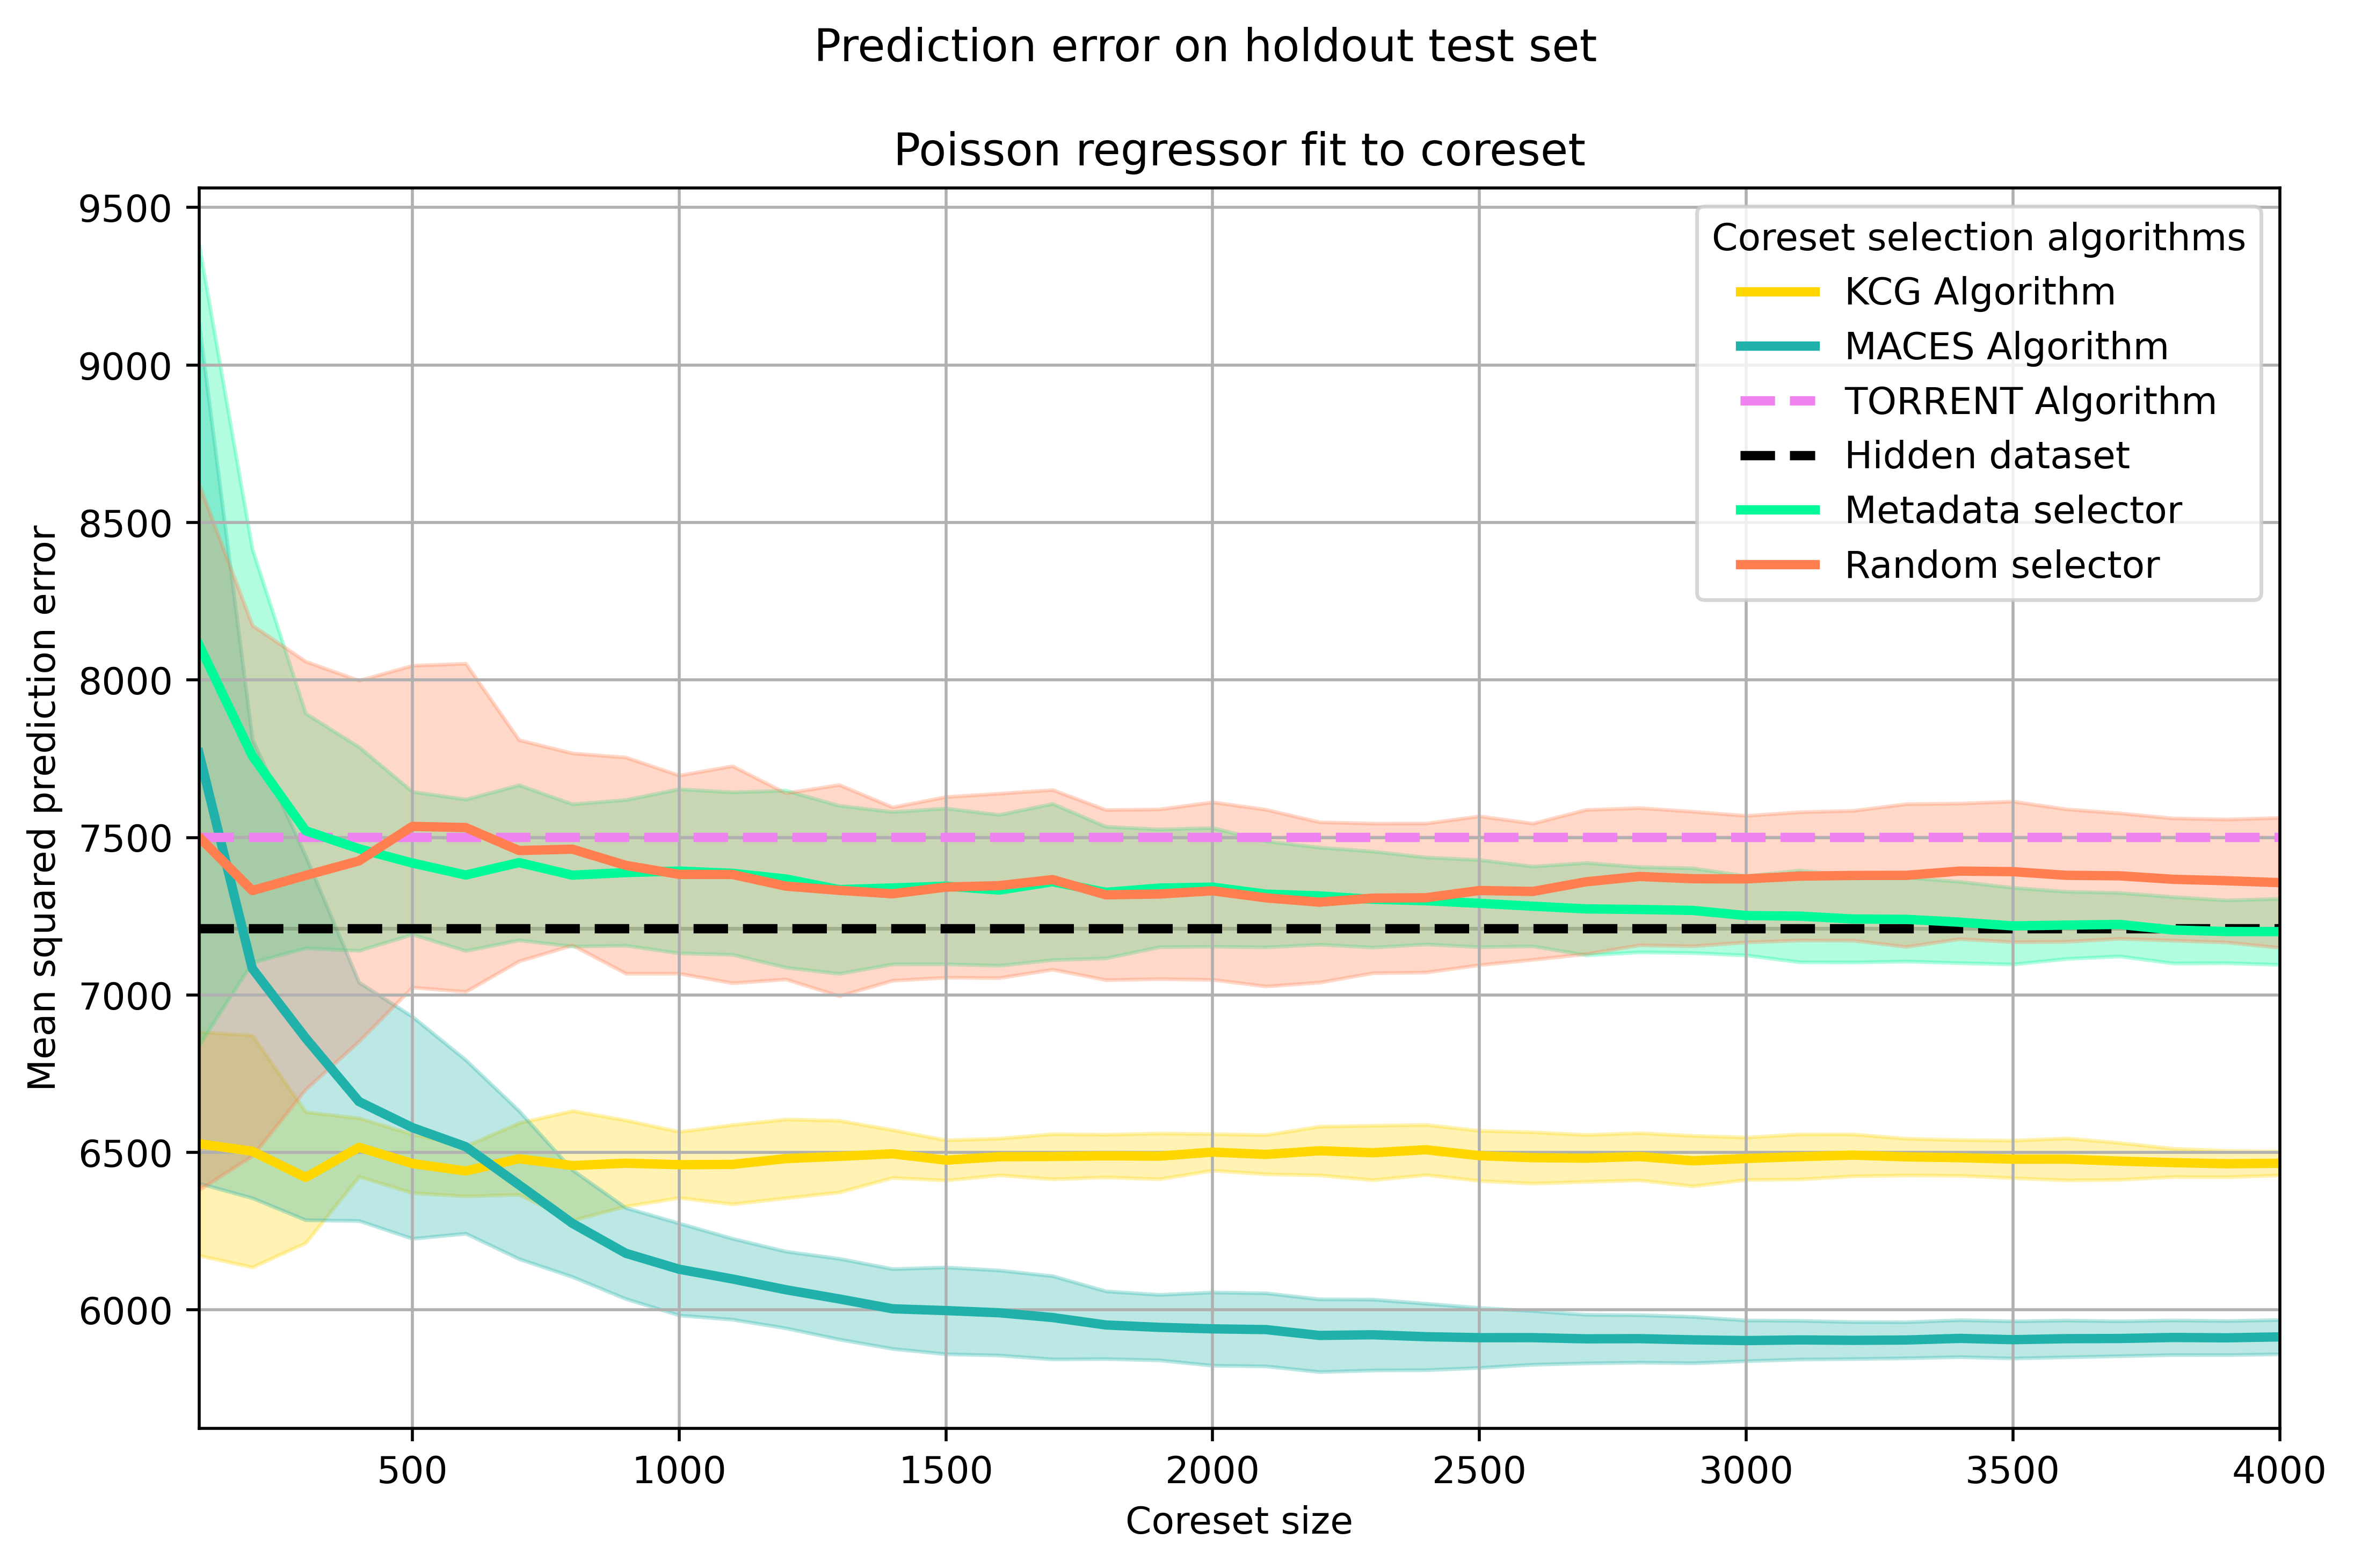 Prediction error on holdout test set
Poisson regressor fit to coreset
9500
9000
8500
8000
7500
7000
6500
6000
Mean squared prediction error
Coreset selection algorithms
KCG Algorithm
MACES Algorithm
TORRENT Algorithm
Hidden dataset
Metadata selector
Random selector
500
1000
1500
2000
2500
3000
3500
4000
Coreset size